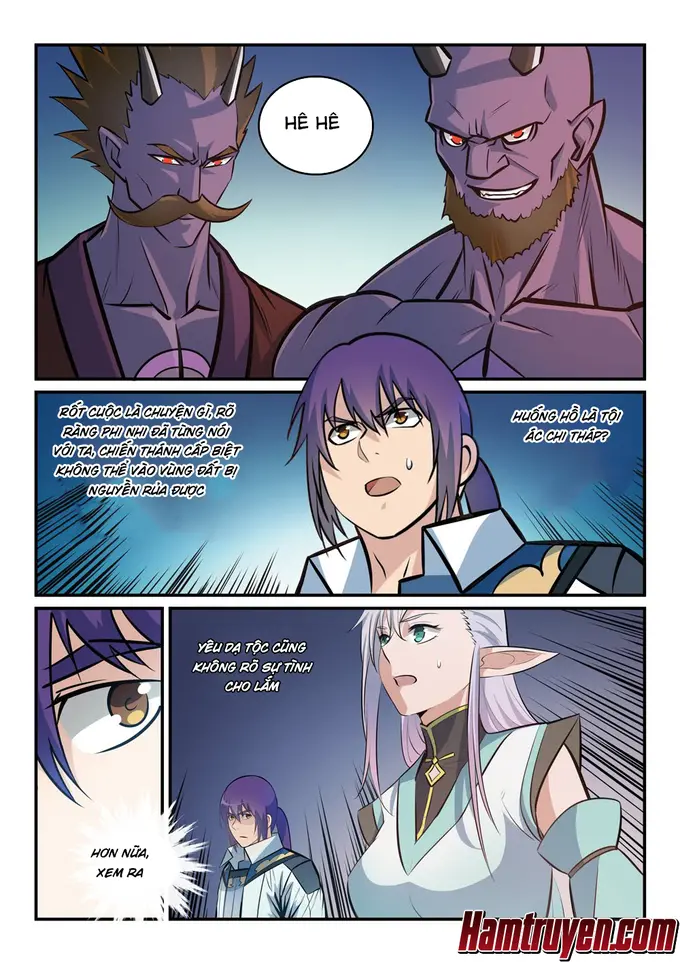 HÊ HÊ
RỐT CUỘC LÀ CHUYỆN GÌ, RÕ
RÀNG PHI NHI ĐÃ TỪNG NÓI
VỚI TA, CHIẾN THÁNH CẤP BIỆT
KHÔNG THỂ VÀO VÙNG ĐẤT BỊ
NGUYỀN RỦA ĐƯỢC
HUỐNG HỒ LÀ TỘI
ÁC CHI THÁP?
YÊU DẠ TỘC CŨNG
KHÔNG RÕ SỰ TÌNH
CHO LẮM
HƠN NỮA,
XEM RA
Hamtruyen.com